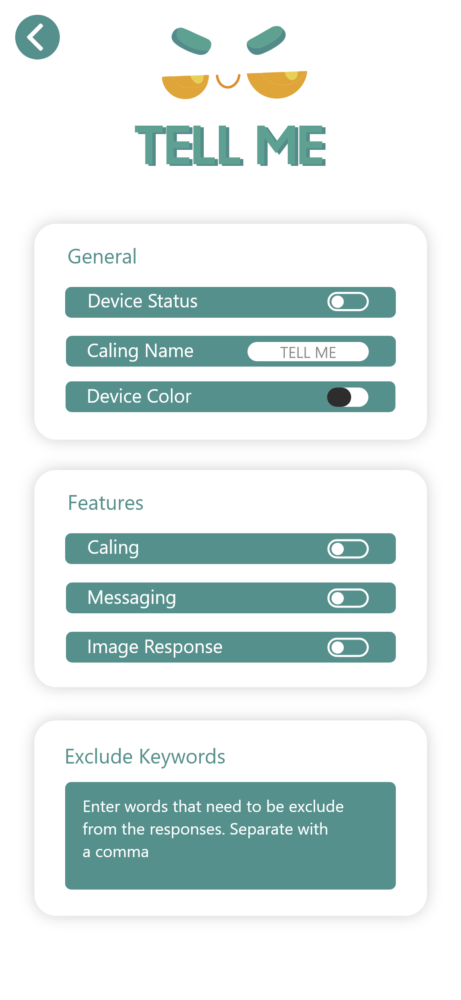 TELL ME
General
Device Status
Caling Name
TELL ME
Device Color
Features
Caling
Messaging
Image Response
Exclude Keywords
Enter words that need to be exclude
from the responses. Separate with
a comma